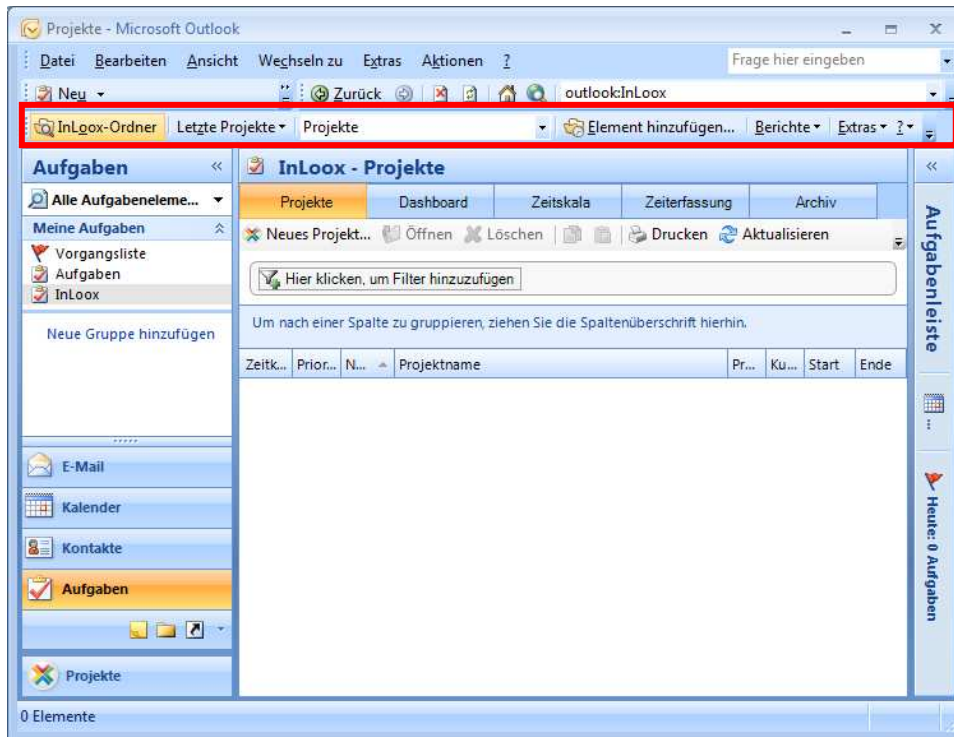 Projekte - Microsoft Outlook
Datei Bearbeiten Ansicht Wechseln zu Extras Aktionen ? Frage hier eingeben
Neu Zurück outlook:InLoox
InLoox-Ordner Letzte Projekte Projekte Element hinzufügen... Berichte Extras ?
Aufgaben «
Alle Aufgabeneleme...
Meine Aufgaben
Vorgangsliste
Aufgaben
InLoox
Neue Gruppe hinzufügen
E-Mail
Kalender
Kontakte
Aufgaben
Projekte
InLoox - Projekte
Projekte Dashboard Zeitskala Zeiterfassung Archiv
Neues Projekt... Öffnen Löschen Drucken Aktualisieren
Hier klicken, um Filter hinzuzufügen
Um nach einer Spalte zu gruppieren, ziehen Sie die Spaltenüberschrift hierhin.
Zeitk... Prior... N... Projektname Pr... Ku... Start Ende
«
Aufgabenleiste
Heute: 0 Aufgaben
0 Elemente